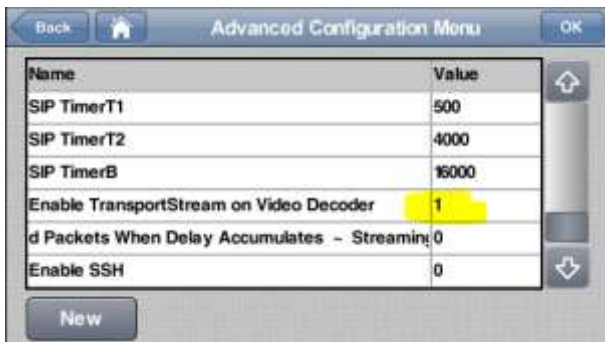 Back Advanced Configuration Menu OK
Name Value
SIP TimerT1 500
SIP TimerT2 4000
SIP TimerB 16000
Enable TransportStream on Video Decoder 1
d Packets When Delay Accumulates ~ Streaming 0
Enable SSH 0
New